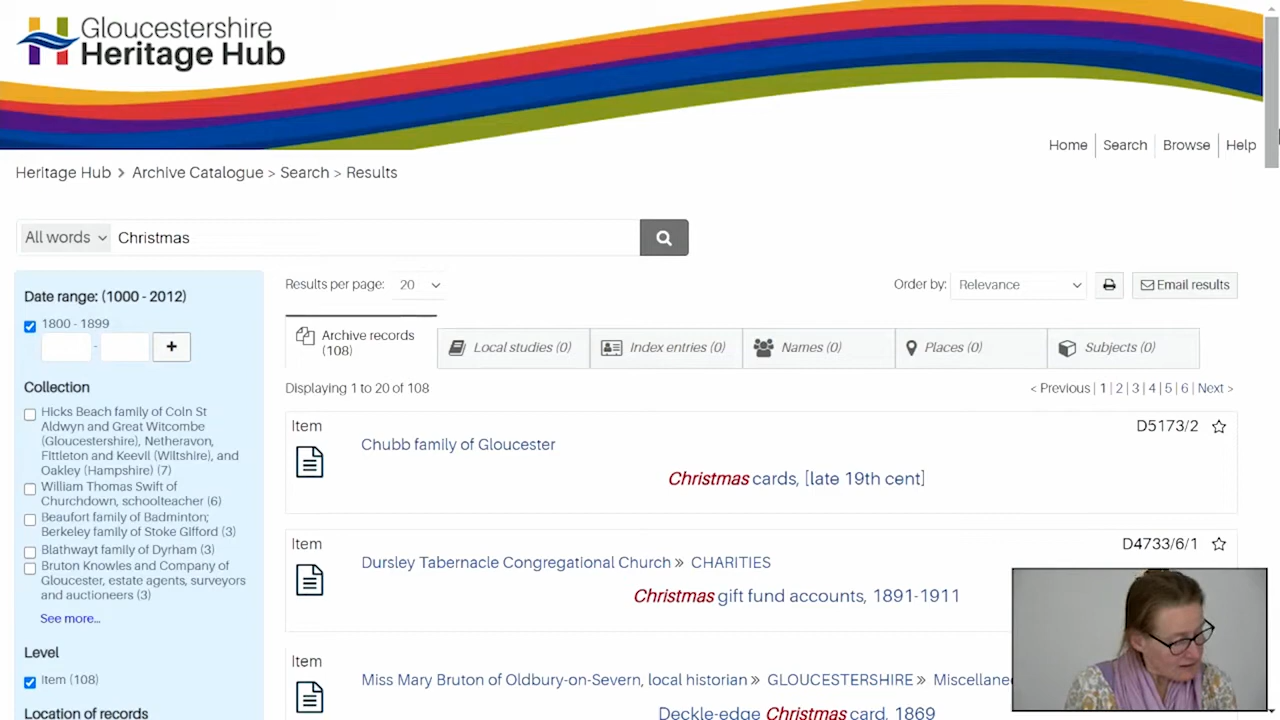 Gloucestershire
Heritage Hub
Home Search Browse Help
Heritage Hub > Archive Catalogue > Search > Results
All words Christmas
Date range: (1000 - 2012)
1800 - 1899
-
+
Collection
Hicks Beach family of Coln St
Aldwyn and Great Witcombe
(Gloucestershire), Netheravon,
Fittleton and Keevil (Wiltshire), and
Oakley (Hampshire) (7)
William Thomas Swift of
Churchdown, schoolteacher (6)
Beaufort family of Badminton;
Berkeley family of Stoke Gifford (3)
Blathwayt family of Dyrham (3)
Bruton Knowles and Company of
Gloucester, estate agents, surveyors
and auctioneers (3)
See more...
Level
Item (108)
Location of records
Results per page: 20
Order by: Relevance Email results
Archive records
(108)
Local studies (0)
Index entries (0)
Names (0)
Places (0)
Subjects (0)
Displaying 1 to 20 of 108
< Previous | 1 | 2 | 3 | 4 | 5 | 6 | Next >
Item D5173/2
Chubb family of Gloucester
Christmas cards, [late 19th cent]
Item D4733/6/1
Dursley Tabernacle Congregational Church » CHARITIES
Christmas gift fund accounts, 1891-1911
Item
Miss Mary Bruton of Oldbury-on-Severn, local historian » GLOUCESTERSHIRE » Miscellane
Deckle-edge Christmas card, 1869